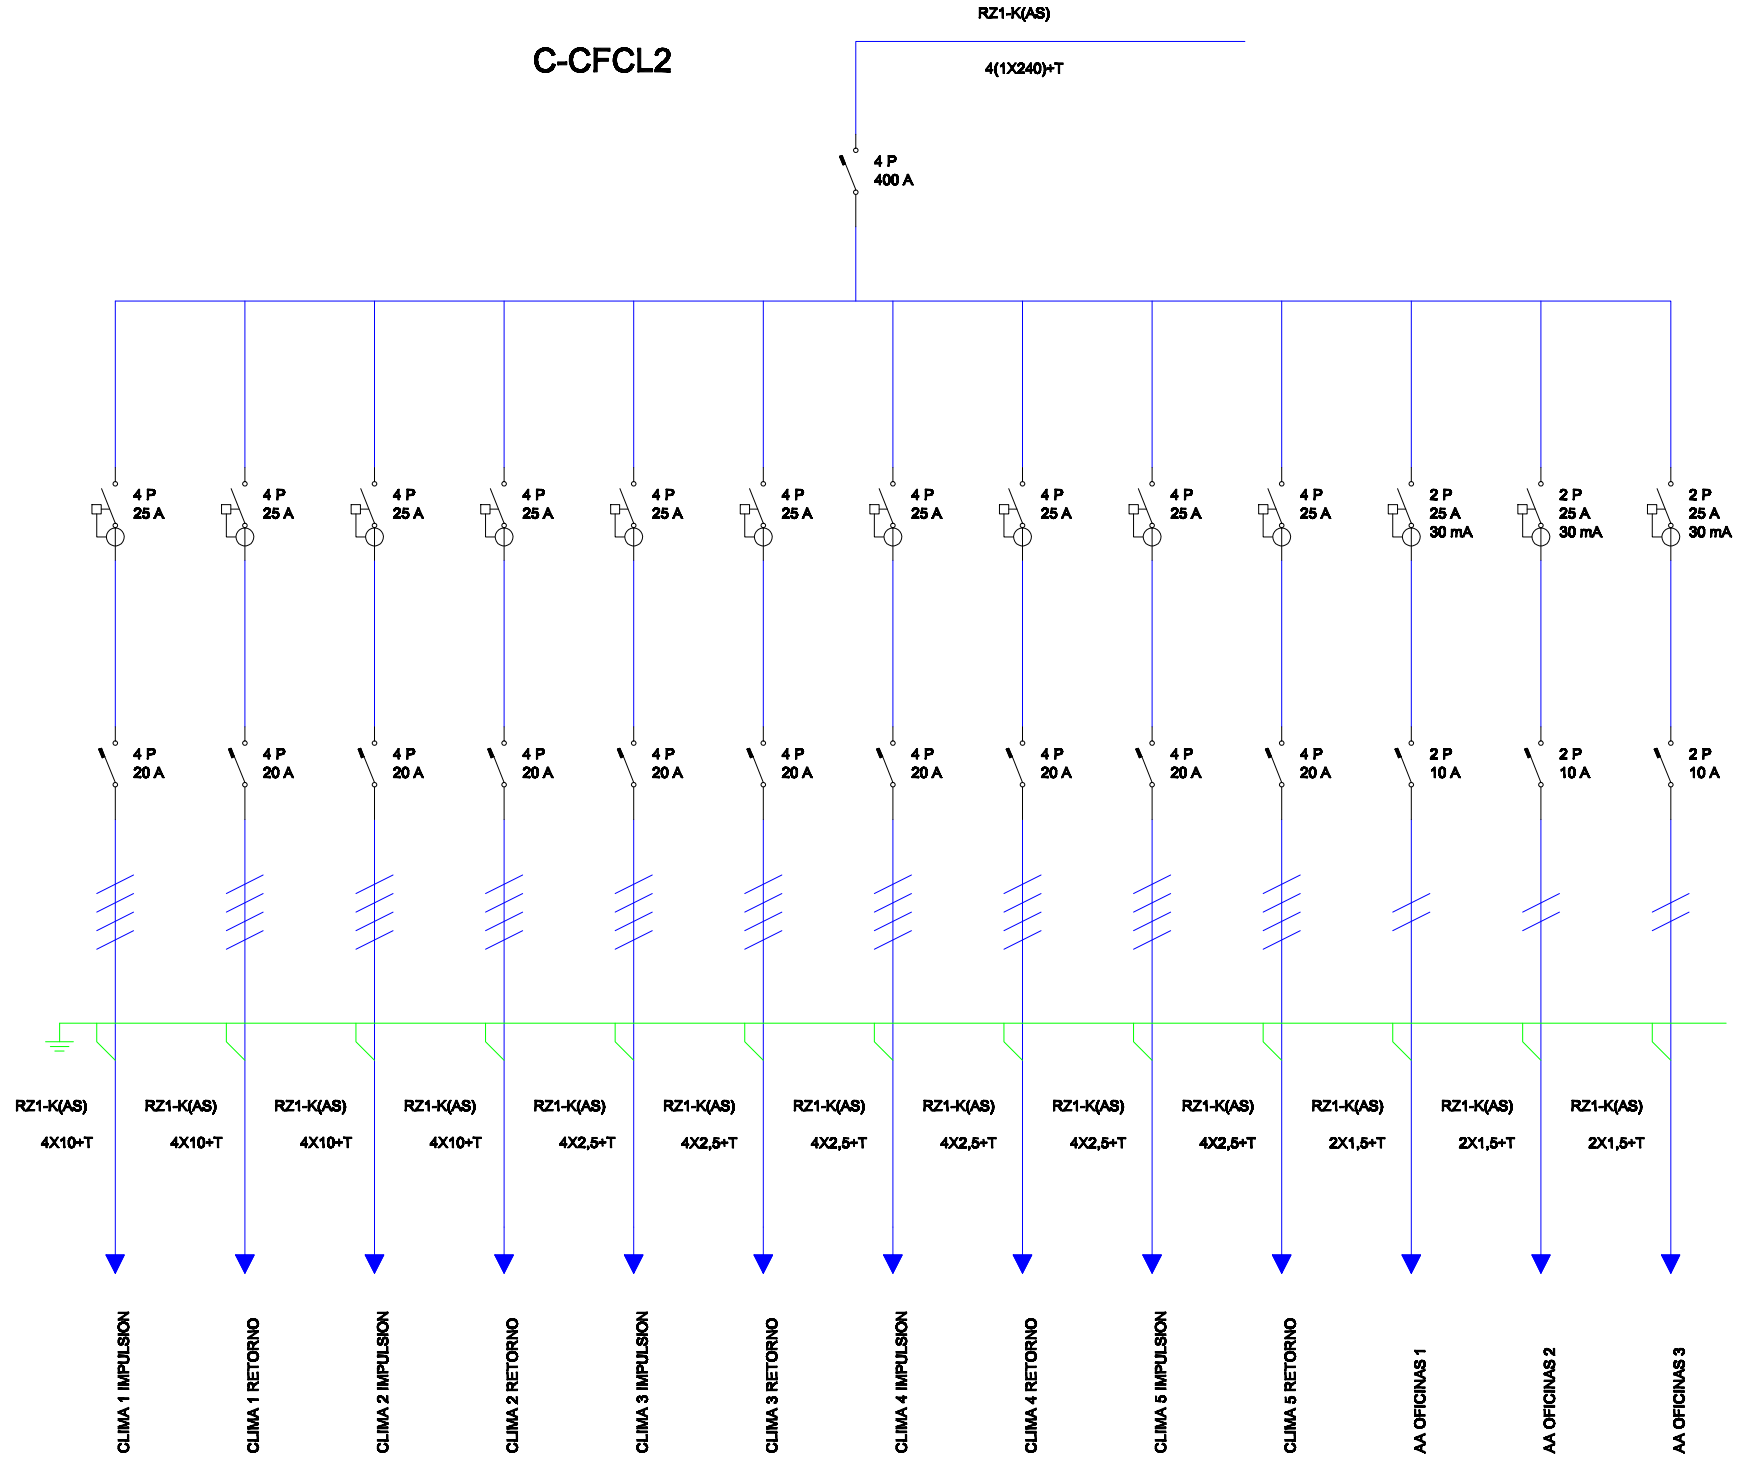 RZ1-K(AS)
C-CFCL2
4(1X240)+T
4 P
400 A
4 P
25 A
4 P
25 A
4 P
25 A
4 P
25 A
4 P
25 A
4 P
25 A
4 P
25 A
4 P
25 A
4 P
25 A
4 P
25 A
2 P
25 A
30 mA
2 P
25 A
30 mA
2 P
25 A
30 mA
4 P
20 A
4 P
20 A
4 P
20 A
4 P
20 A
4 P
20 A
4 P
20 A
4 P
20 A
4 P
20 A
4 P
20 A
4 P
20 A
2 P
10 A
2 P
10 A
2 P
10 A
RZ1-K(AS)
4X10+T
RZ1-K(AS)
4X10+T
RZ1-K(AS)
4X10+T
RZ1-K(AS)
4X10+T
RZ1-K(AS)
4X2,5+T
RZ1-K(AS)
4X2,5+T
RZ1-K(AS)
4X2,5+T
RZ1-K(AS)
4X2,5+T
RZ1-K(AS)
4X2,5+T
RZ1-K(AS)
4X2,5+T
RZ1-K(AS)
2X1,5+T
RZ1-K(AS)
2X1,5+T
RZ1-K(AS)
2X1,5+T
CLIMA 1 IMPULSION
CLIMA 1 RETORNO
CLIMA 2 IMPULSION
CLIMA 2 RETORNO
CLIMA 3 IMPULSION
CLIMA 3 RETORNO
CLIMA 4 IMPULSION
CLIMA 4 RETORNO
CLIMA 5 IMPULSION
CLIMA 5 RETORNO
AA OFICINAS 1
AA OFICINAS 2
AA OFICINAS 3